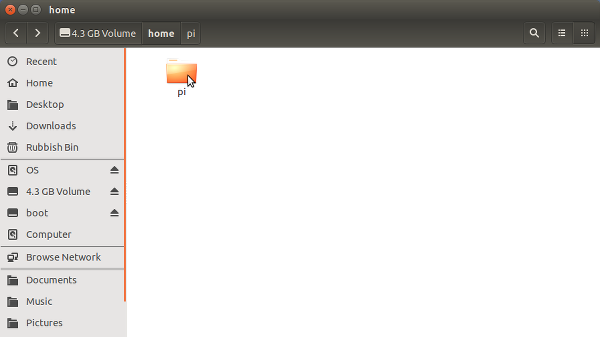 home
4.3 GB Volume home pi
Recent
Home
Desktop
Downloads
Rubbish Bin
OS
4.3 GB Volume
boot
Computer
Browse Network
Documents
Music
Pictures
pi